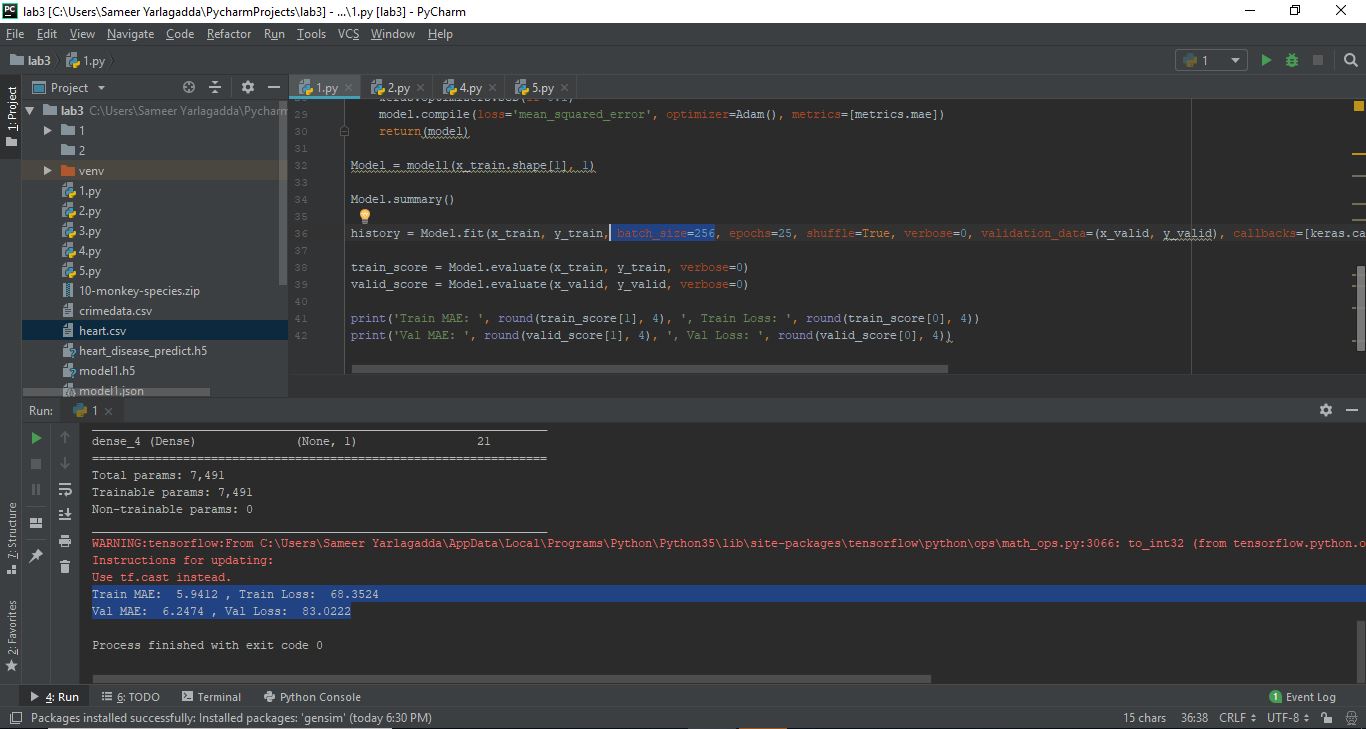 PC lab3 [C:\Users\Sameer Yarlagadda\PycharmProjects\lab3] - ...\1.py [lab3] - PyCharm
File Edit View Navigate Code Refactor Run Tools VCS Window Help
lab3 1.py 1
1: Project
Project
1.py 2.py 4.py 5.py
lab3 C:\Users\Sameer Yarlagadda\Pycharm
1
2
venv
1.py
2.py
3.py
4.py
5.py
10-monkey-species.zip
crimedata.csv
heart.csv
heart_disease_predict.h5
model1.h5
model1.json
29 model.compile(loss='mean_squared_error', optimizer=Adam(), metrics=[metrics.mae])
30 return(model)
31
32 Model = modell(x_train.shape[1], 1)
33
34 Model.summary()
35
36 history = Model.fit(x_train, y_train, batch_size=256, epochs=25, shuffle=True, verbose=0, validation_data=(x_valid, y_valid), callbacks=[keras.ca
37
38 train_score = Model.evaluate(x_train, y_train, verbose=0)
39 valid_score = Model.evaluate(x_valid, y_valid, verbose=0)
40
41 print('Train MAE: ', round(train_score[1], 4), ', Train Loss: ', round(train_score[0], 4))
42 print('Val MAE: ', round(valid_score[1], 4), ', Val Loss: ', round(valid_score[0], 4))
Run: 1
dense_4 (Dense) (None, 1) 21
=================================================================
Total params: 7,491
Trainable params: 7,491
Non-trainable params: 0
WARNING:tensorflow:From C:\Users\Sameer Yarlagadda\AppData\Local\Programs\Python\Python35\lib\site-packages\tensorflow\python\ops\math_ops.py:3066: to_int32 (from tensorflow.python.o
Instructions for updating:
Use tf.cast instead.
Train MAE: 5.9412 , Train Loss: 68.3524
Val MAE: 6.2474 , Val Loss: 83.0222
Process finished with exit code 0
7: Structure
2: Favorites
4: Run 6: TODO Terminal Python Console 1 Event Log
Packages installed successfully: Installed packages: 'gensim' (today 6:30 PM) 15 chars 36:38 CRLF UTF-8